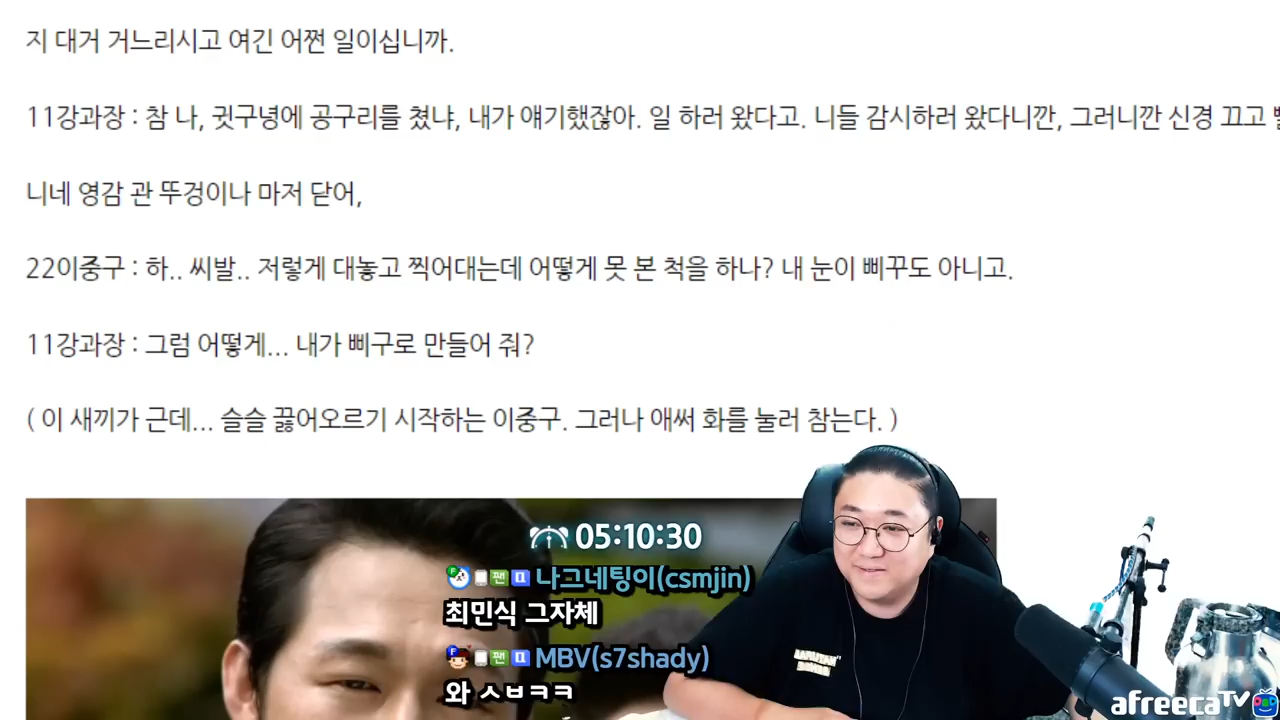 지 대거 거느리시고 여긴 어쩐 일이십니까.
11강과장 : 참 나, 귓구녕에 공구리를 쳤냐, 내가 얘기했잖아. 일 하러 왔다고. 니들 감시하러 왔다니깐, 그러니깐 신경 끄고
니네 영감 관 뚜겅이나 마저 닫어,
22이중구 : 하.. 씨발.. 저렇게 대놓고 찍어대는데 어떻게 못 본 척을 하나? 내 눈이 삐꾸도 아니고.
11강과장 : 그럼 어떻게... 내가 삐구로 만들어 줘?
( 이 새끼가 근데... 슬슬 끓어오르기 시작하는 이중구. 그러나 애써 화를 눌러 참는다. )
05:10:30
팬 나그네팅이(csmjin)
최민식 그자체
팬 MBV(s7shady)
와 ㅅㅂㅋㅋ
afreecaTV